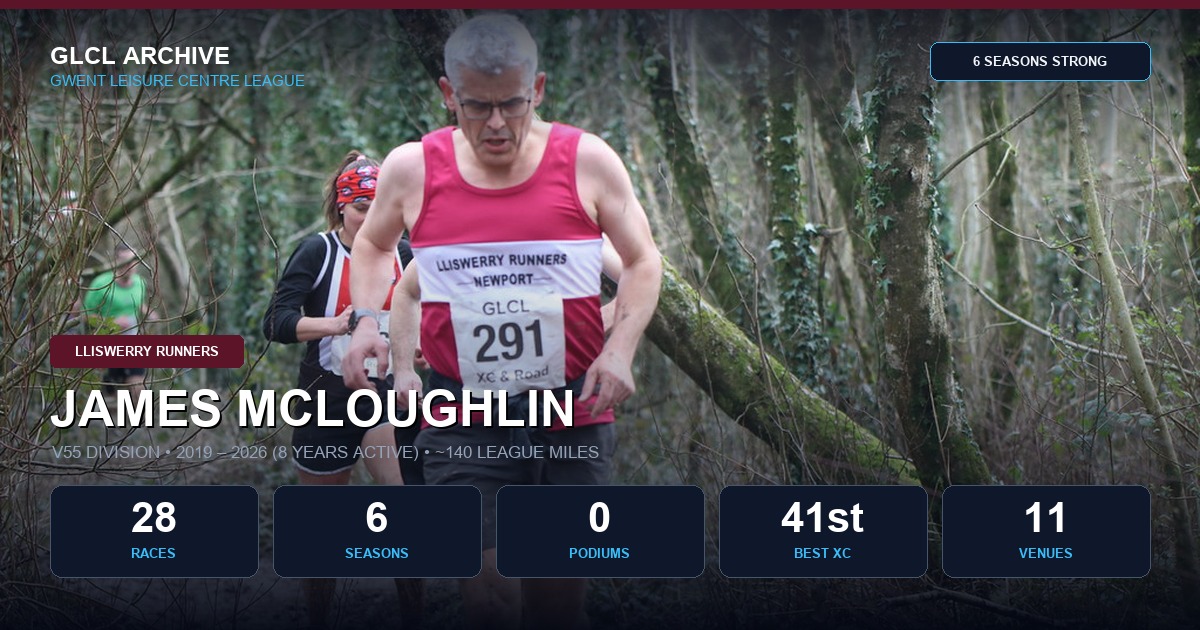 GLCL ARCHIVE
GWENT LEISURE CENTRE LEAGUE
6 SEASONS STRONG
LLISWERRY RUNNERS
NEWPORT
GLCL
291
XC & Road
LLISWERRY RUNNERS
JAMES MCLOUGHLIN
V55 DIVISION • 2019 – 2026 (8 YEARS ACTIVE) • ~140 LEAGUE MILES
28
RACES
6
SEASONS
0
PODIUMS
41st
BEST XC
11
VENUES